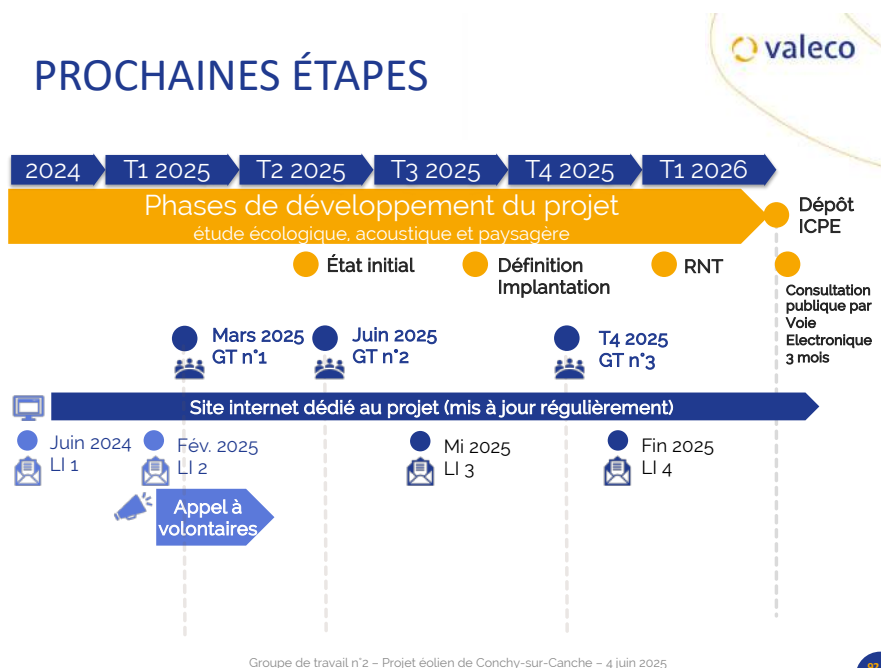 PROCHAINES ÉTAPES
valeco
2024
T1 2025
T2 2025
T3 2025
T4 2025
T1 2026
Phases de développement du projet
étude écologique, acoustique et paysagère
Dépôt
ICPE
État initial
Définition
Implantation
RNT
Consultation
publique par
Voie
Electronique
3 mois
Mars 2025
GT n°1
Juin 2025
GT n°2
T4 2025
GT n°3
Site internet dédié au projet (mis à jour régulièrement)
Juin 2024
LI 1
Fév. 2025
LI 2
Mi 2025
LI 3
Fin 2025
LI 4
Appel à
volontaires
Groupe de travail n°2 – Projet éolien de Conchy-sur-Canche – 4 juin 2025